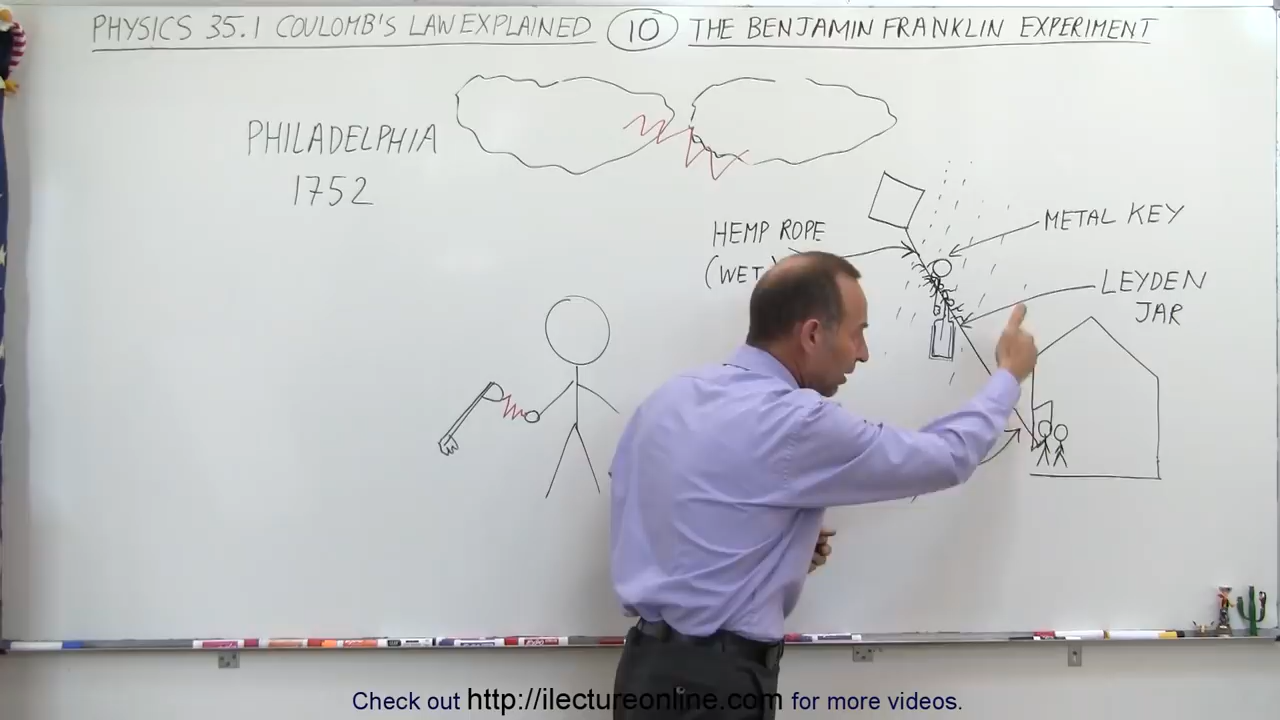 PHYSICS 35.1 COULOMB'S LAW EXPLAINED 10 THE BENJAMIN FRANKLIN EXPERIMENT
PHILADELPHIA
1752
HEMP ROPE
(WET
METAL KEY
LEYDEN
JAR
Check out http://ilectureonline.com for more videos.